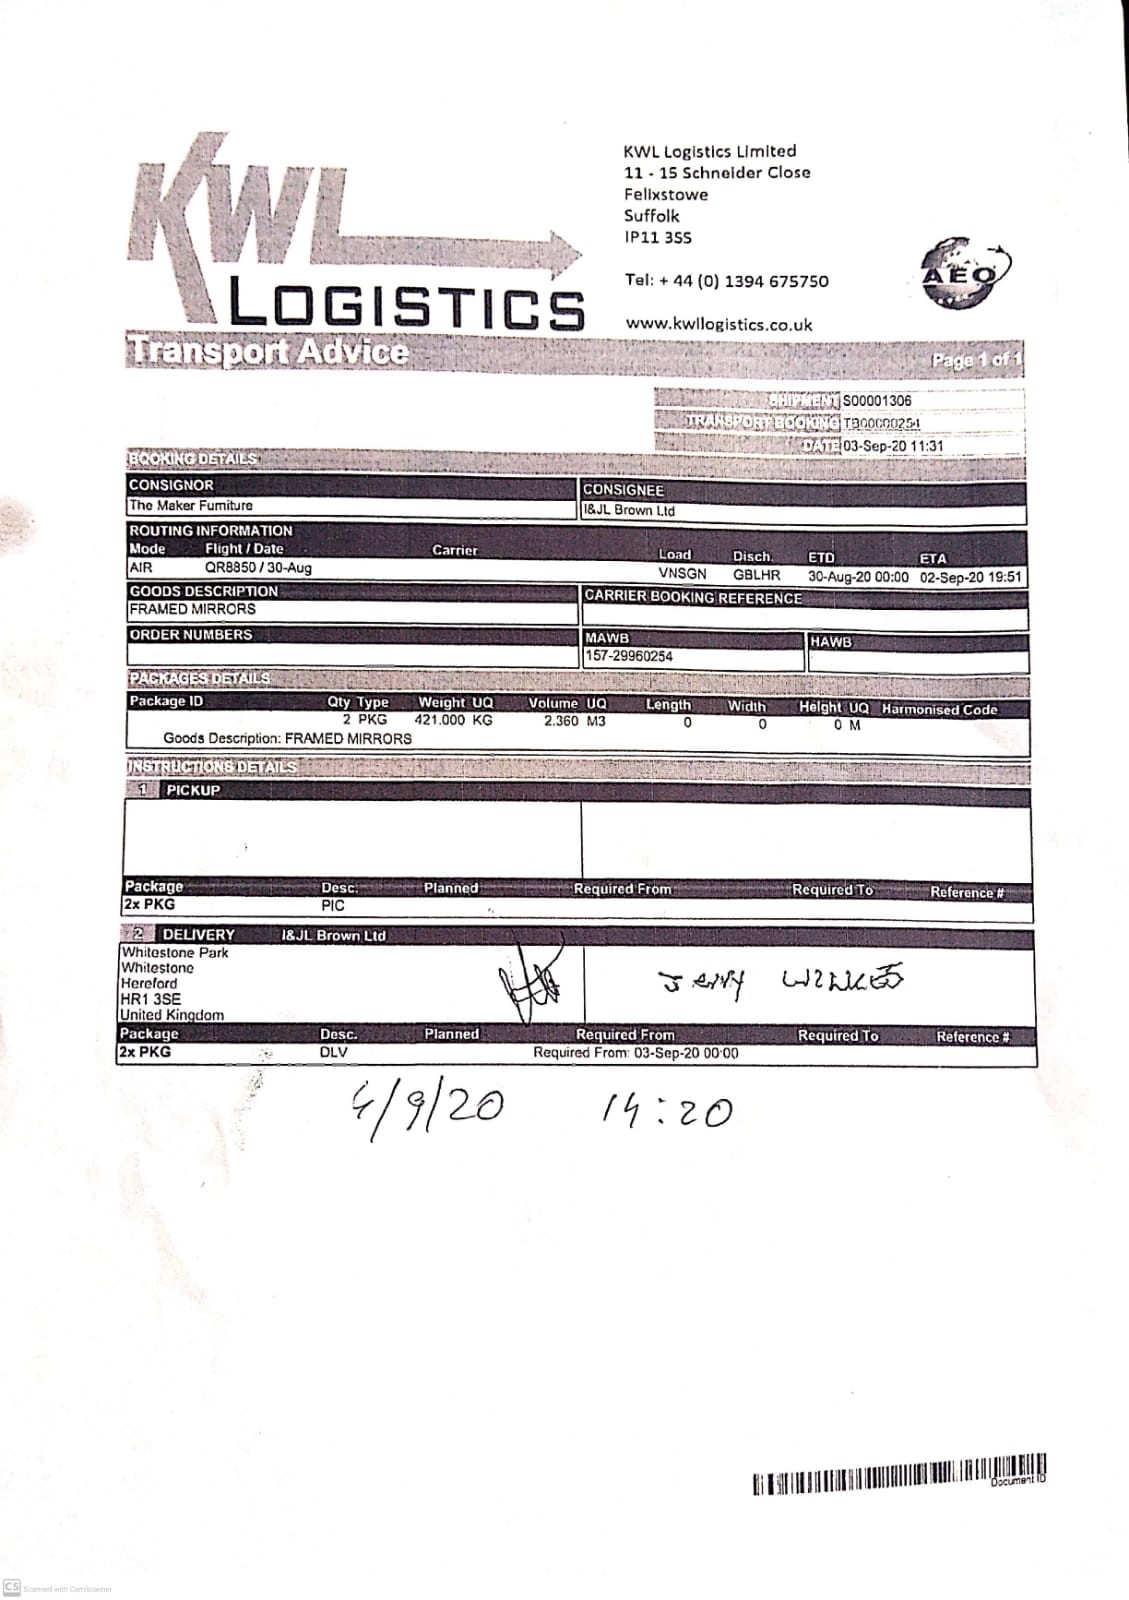 KWL
LOGISTICS
KWL Logistics Limited
11 - 15 Schneider Close
Felixstowe
Suffolk
IP11 3SS
Tel: + 44 (0) 1394 675750
www.kwllogistics.co.uk
AEO
Transport Advice
Page 1 of 1
SHIPMENT S00001306
TRANSPORT BOOKING TB00000254
DATE 03-Sep-20 11:31
BOOKING DETAILS
CONSIGNOR CONSIGNEE
The Maker Furniture I&JL Brown Ltd
ROUTING INFORMATION
Mode Flight / Date Carrier Load Disch. ETD ETA
AIR QR8850 / 30-Aug VNSGN GBLHR 30-Aug-20 00:00 02-Sep-20 19:51
GOODS DESCRIPTION CARRIER BOOKING REFERENCE
FRAMED MIRRORS
ORDER NUMBERS MAWB HAWB
157-29960254
PACKAGES DETAILS
Package ID Qty Type Weight UQ Volume UQ Length Width Height UQ Harmonised Code
2 PKG 421.000 KG 2.360 M3 0 0 0 M
Goods Description: FRAMED MIRRORS
INSTRUCTIONS DETAILS
1 PICKUP
Package Desc. Planned Required From Required To Reference #
2x PKG PIC
2 DELIVERY I&JL Brown Ltd
Whitestone Park
Whitestone
Hereford
HR1 3SE
United Kingdom
JERRY WILKES
Package Desc. Planned Required From Required To Reference #
2x PKG DLV Required From: 03-Sep-20 00:00
4/9/20 14:20
Document ID
CS Scanned with CamScanner